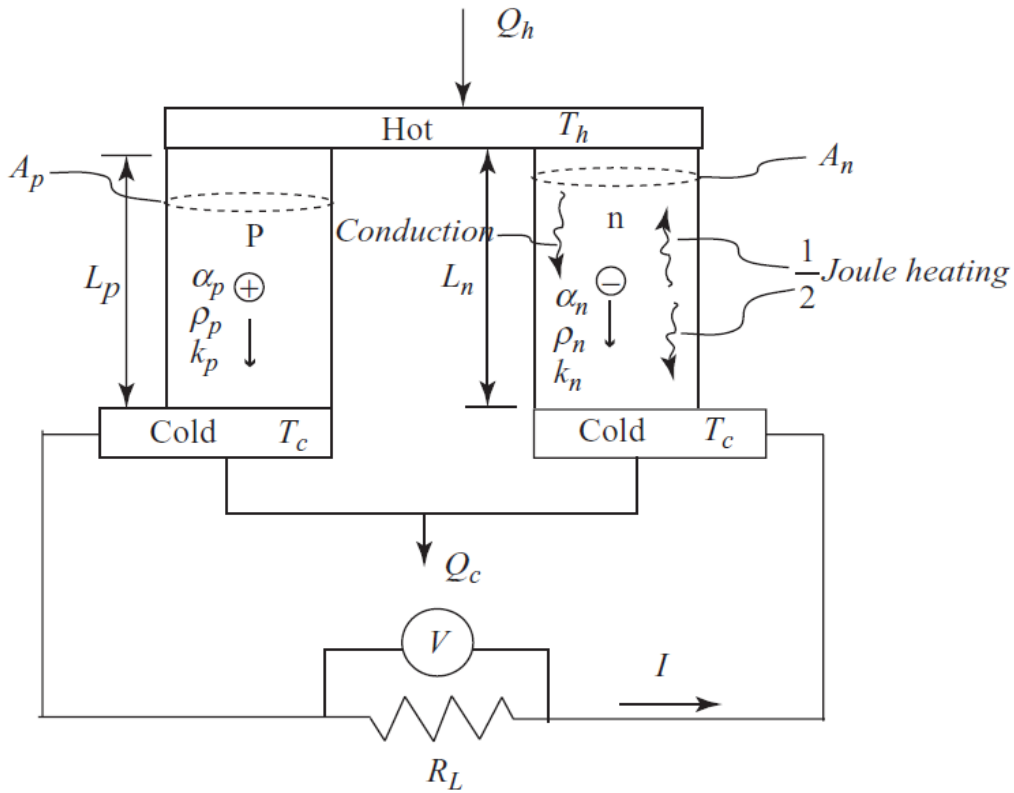 Q_h
Hot T_h
A_p
A_n
P
n
Conduction
1/2 Joule heating
L_p
L_n
α_p +
ρ_p
k_p
α_n −
ρ_n
k_n
Cold T_c
Cold T_c
Q_c
V
I
R_L